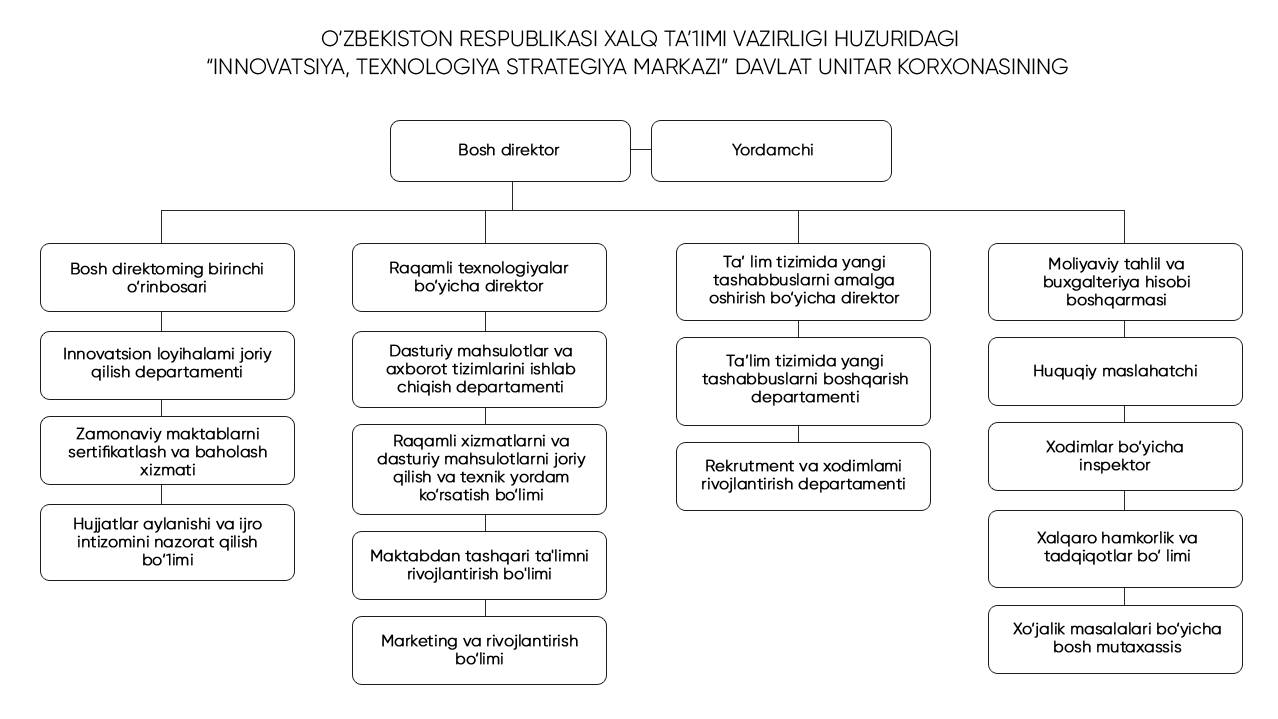 O‘ZBEKISTON RESPUBLIKASI XALQ TA‘1IMI VAZIRLIGI HUZURIDAGI
“INNOVATSIYA, TEXNOLOGIYA STRATEGIYA MARKAZI” DAVLAT UNITAR KORXONASINING
Bosh direktor
Yordamchi
Bosh direktoming birinchi
o‘rinbosari
Innovatsion loyihalami joriy
qilish departamenti
Zamonaviy maktablarni
sertifikatlash va baholash
xizmati
Hujjatlar aylanishi va ijro
intizomini nazorat qilish
bo‘1imi
Raqamli texnologiyalar
bo‘yicha direktor
Dasturiy mahsulotlar va
axborot tizimlarini ishlab
chiqish departamenti
Raqamli xizmatlarni va
dasturiy mahsulotlarni joriy
qilish va texnik yordam
ko‘rsatish bo‘limi
Maktabdan tashqari ta'limni
rivojlantirish bo'limi
Marketing va rivojlantirish
bo‘limi
Ta‘ lim tizimida yangi
tashabbuslarni amalga
oshirish bo‘yicha direktor
Ta‘lim tizimida yangi
tashabbuslarni boshqarish
departamenti
Rekrutment va xodimlami
rivojlantirish departamenti
Moliyaviy tahlil va
buxgalteriya hisobi
boshqarmasi
Huquqiy maslahatchi
Xodimlar bo‘yicha
inspektor
Xalqaro hamkorlik va
tadqiqotlar bo‘ limi
Xo‘jalik masalalari bo‘yicha
bosh mutaxassis